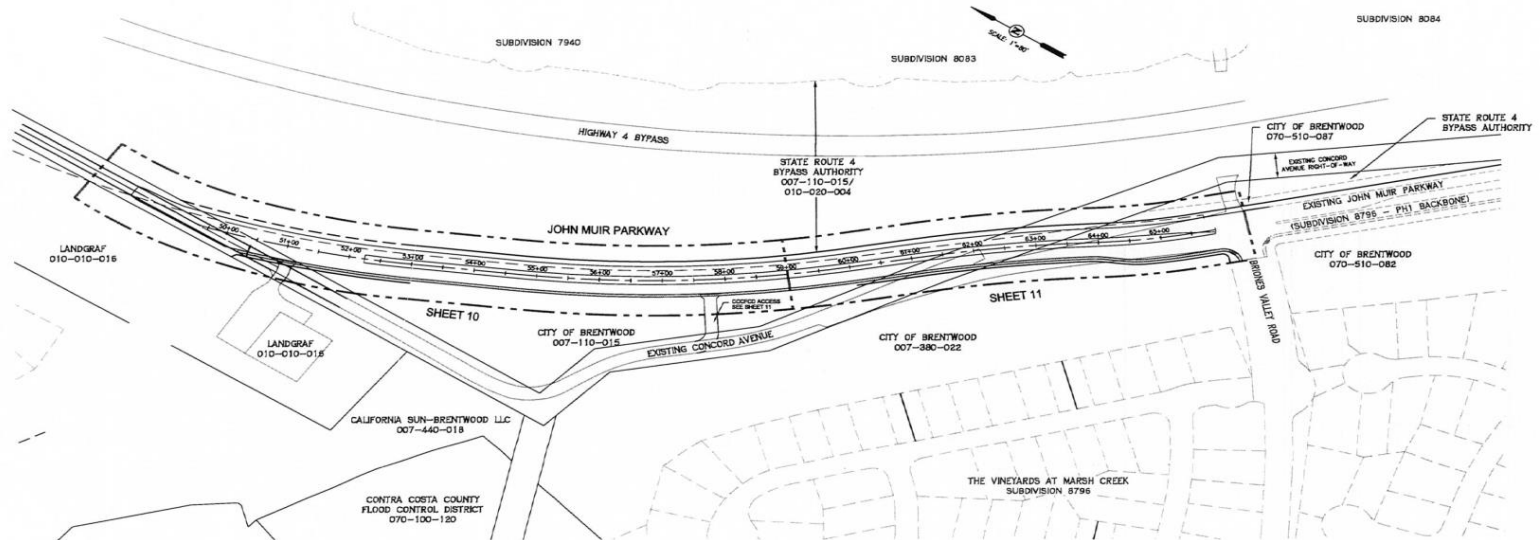 SUBDIVISION 7940
SUBDIVISION 8083
SCALE: 1"=80'
SUBDIVISION 8084
HIGHWAY 4 BYPASS
STATE ROUTE 4
BYPASS AUTHORITY
007-110-015/
010-020-004
CITY OF BRENTWOOD
070-510-087
STATE ROUTE 4
BYPASS AUTHORITY
EXISTING CONCORD
AVENUE RIGHT-OF-WAY
EXISTING JOHN MUIR PARKWAY
(SUBDIVISION 8796 PH1 BACKBONE)
JOHN MUIR PARKWAY
LANDGRAF
010-010-016
50+00
51+00
52+00
53+00
54+00
55+00
56+00
57+00
58+00
59+00
60+00
61+00
62+00
63+00
64+00
65+00
CITY OF BRENTWOOD
070-510-082
BRIONES VALLEY ROAD
SHEET 10
SHEET 11
SEE SHEET 11
LANDGRAF
010-010-016
CITY OF BRENTWOOD
007-110-015
EXISTING CONCORD AVENUE
CITY OF BRENTWOOD
007-380-022
CALIFORNIA SUN-BRENTWOOD LLC
007-440-018
CONTRA COSTA COUNTY
FLOOD CONTROL DISTRICT
070-100-120
THE VINEYARDS AT MARSH CREEK
SUBDIVISION 8796